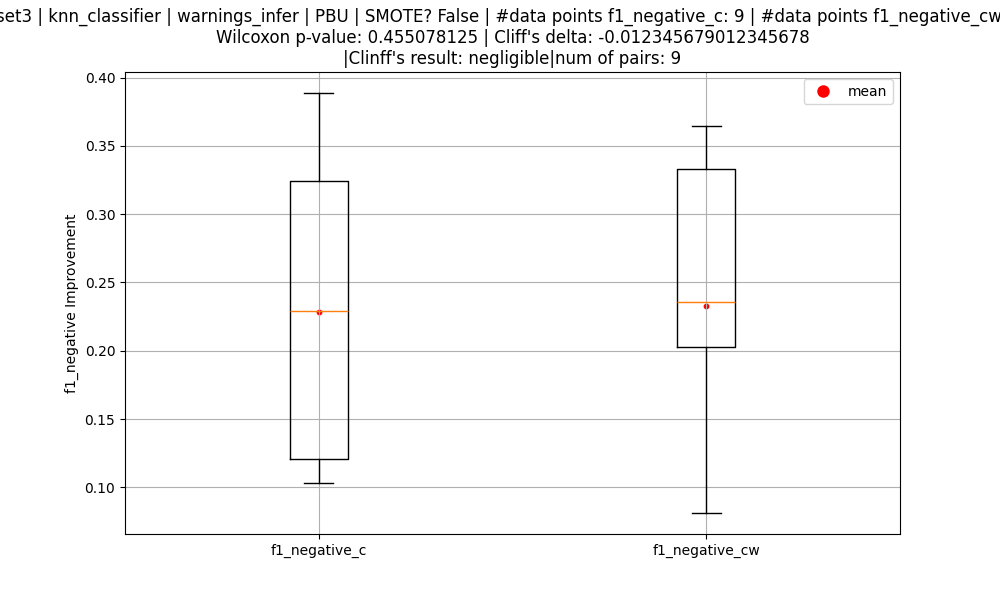 set3 | knn_classifier | warnings_infer | PBU | SMOTE? False | #data points f1_negative_c: 9 | #data points f1_negative_cw
Wilcoxon p-value: 0.455078125 | Cliff's delta: -0.012345679012345678
|Clinff's result: negligible|num of pairs: 9
mean
0.40
0.35
0.30
0.25
0.20
0.15
0.10
f1_negative Improvement
f1_negative_c
f1_negative_cw